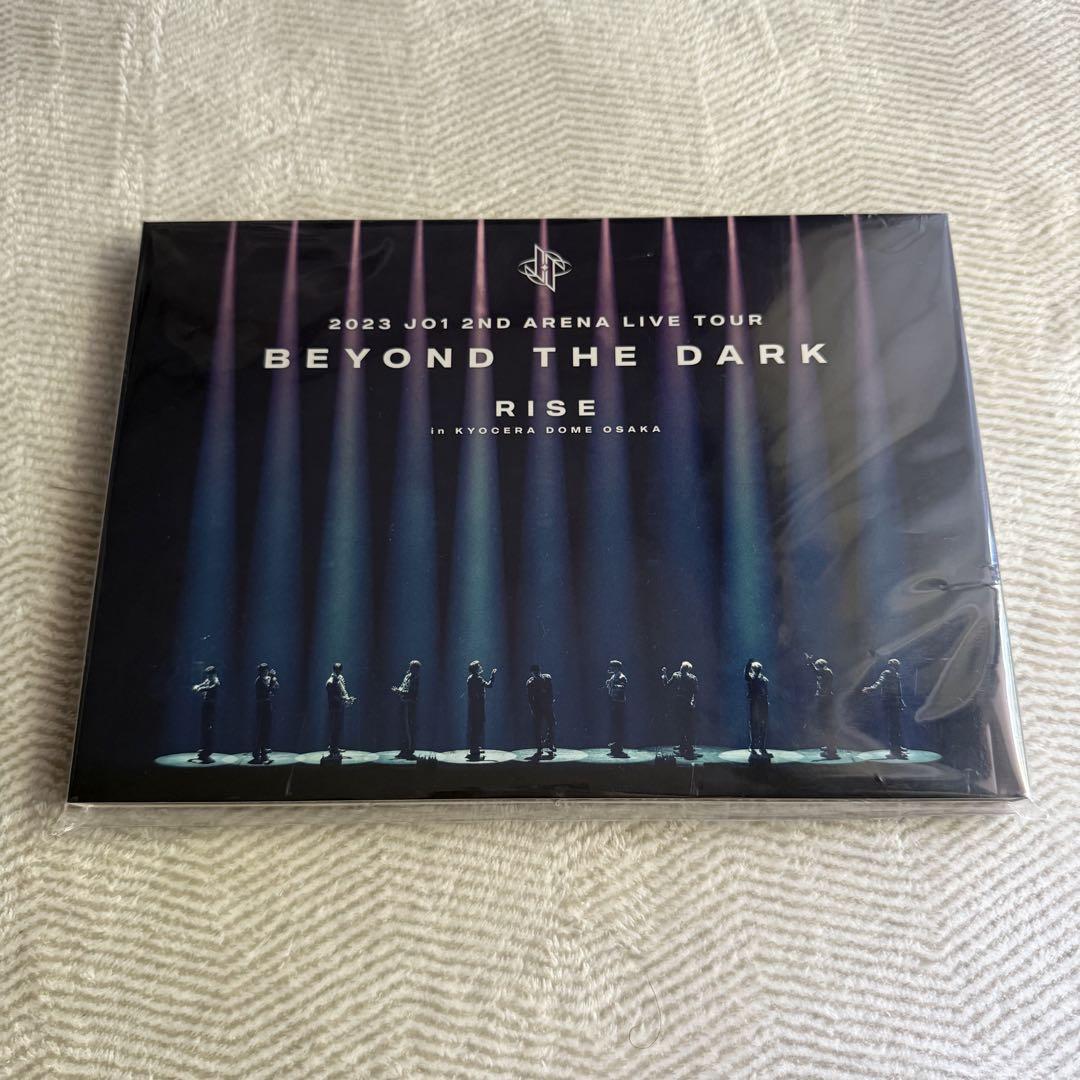 2023 JO1 2ND ARENA LIVE TOUR
BEYOND THE DARK
RISE
in KYOCERA DOME OSAKA